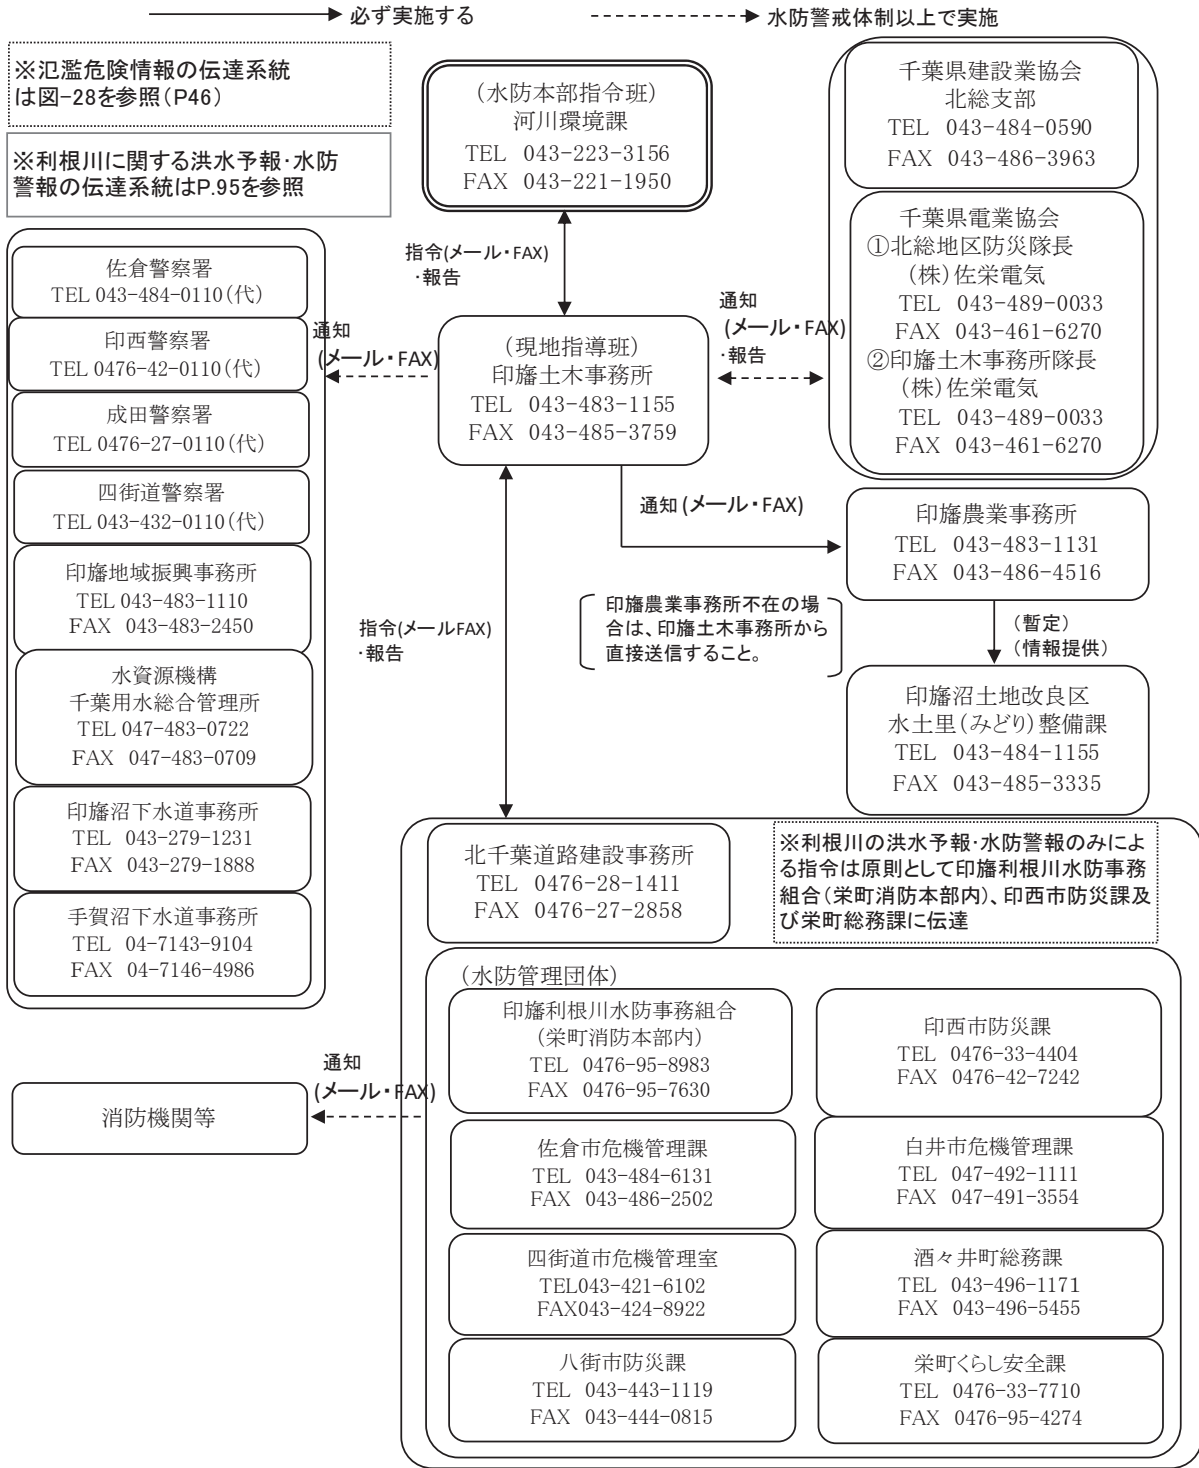 必ず実施する
水防警戒体制以上で実施
※氾濫危険情報の伝達系統
は図-28を参照(P46)
※利根川に関する洪水予報・水防
警報の伝達系統はP.95を参照
(水防本部指令班)
河川環境課
TEL 043-223-3156
FAX 043-221-1950
千葉県建設業協会
北総支部
TEL 043-484-0590
FAX 043-486-3963
千葉県電業協会
①北総地区防災隊長
(株)佐栄電気
TEL 043-489-0033
FAX 043-461-6270
②印旛土木事務所隊長
(株)佐栄電気
TEL 043-489-0033
FAX 043-461-6270
指令(メール・FAX)
・報告
通知
(メール・FAX)
・報告
通知
(メール・FAX)
(現地指導班)
印旛土木事務所
TEL 043-483-1155
FAX 043-485-3759
佐倉警察署
TEL 043-484-0110(代)
印西警察署
TEL 0476-42-0110(代)
成田警察署
TEL 0476-27-0110(代)
四街道警察署
TEL 043-432-0110(代)
印旛地域振興事務所
TEL 043-483-1110
FAX 043-483-2450
水資源機構
千葉用水総合管理所
TEL 047-483-0722
FAX 047-483-0709
印旛沼下水道事務所
TEL 043-279-1231
FAX 043-279-1888
手賀沼下水道事務所
TEL 04-7143-9104
FAX 04-7146-4986
通知 (メール・FAX)
印旛農業事務所
TEL 043-483-1131
FAX 043-486-4516
印旛農業事務所不在の場
合は、印旛土木事務所から
直接送信すること。
(暫定)
(情報提供)
指令(メールFAX)
・報告
印旛沼土地改良区
水土里(みどり)整備課
TEL 043-484-1155
FAX 043-485-3335
北千葉道路建設事務所
TEL 0476-28-1411
FAX 0476-27-2858
※利根川の洪水予報・水防警報のみによ
る指令は原則として印旛利根川水防事務
組合(栄町消防本部内)、印西市防災課及
び栄町総務課に伝達
(水防管理団体)
印旛利根川水防事務組合
(栄町消防本部内)
TEL 0476-95-8983
FAX 0476-95-7630
印西市防災課
TEL 0476-33-4404
FAX 0476-42-7242
通知
(メール・FAX)
消防機関等
佐倉市危機管理課
TEL 043-484-6131
FAX 043-486-2502
白井市危機管理課
TEL 047-492-1111
FAX 047-491-3554
四街道市危機管理室
TEL043-421-6102
FAX043-424-8922
酒々井町総務課
TEL 043-496-1171
FAX 043-496-5455
八街市防災課
TEL 043-443-1119
FAX 043-444-0815
栄町くらし安全課
TEL 0476-33-7710
FAX 0476-95-4274